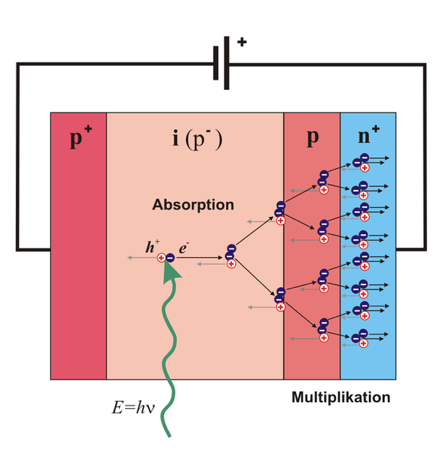 +
p⁺ i (p⁻) p n⁺
Absorption
h⁺ e⁻
E=hν
Multiplikation